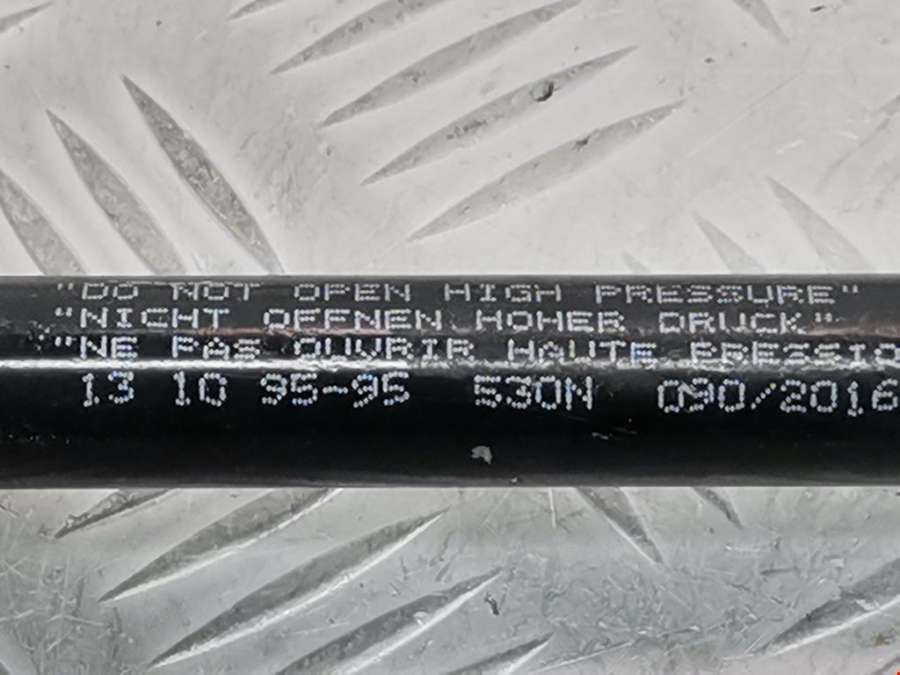 "DO NOT OPEN HIGH PRESSURE"
"NICHT OFFNEN HOHER DRUCK"
"NE PAS OUVRIR HAUTE PRESSIO
13 10 95-95 530N 090/2016